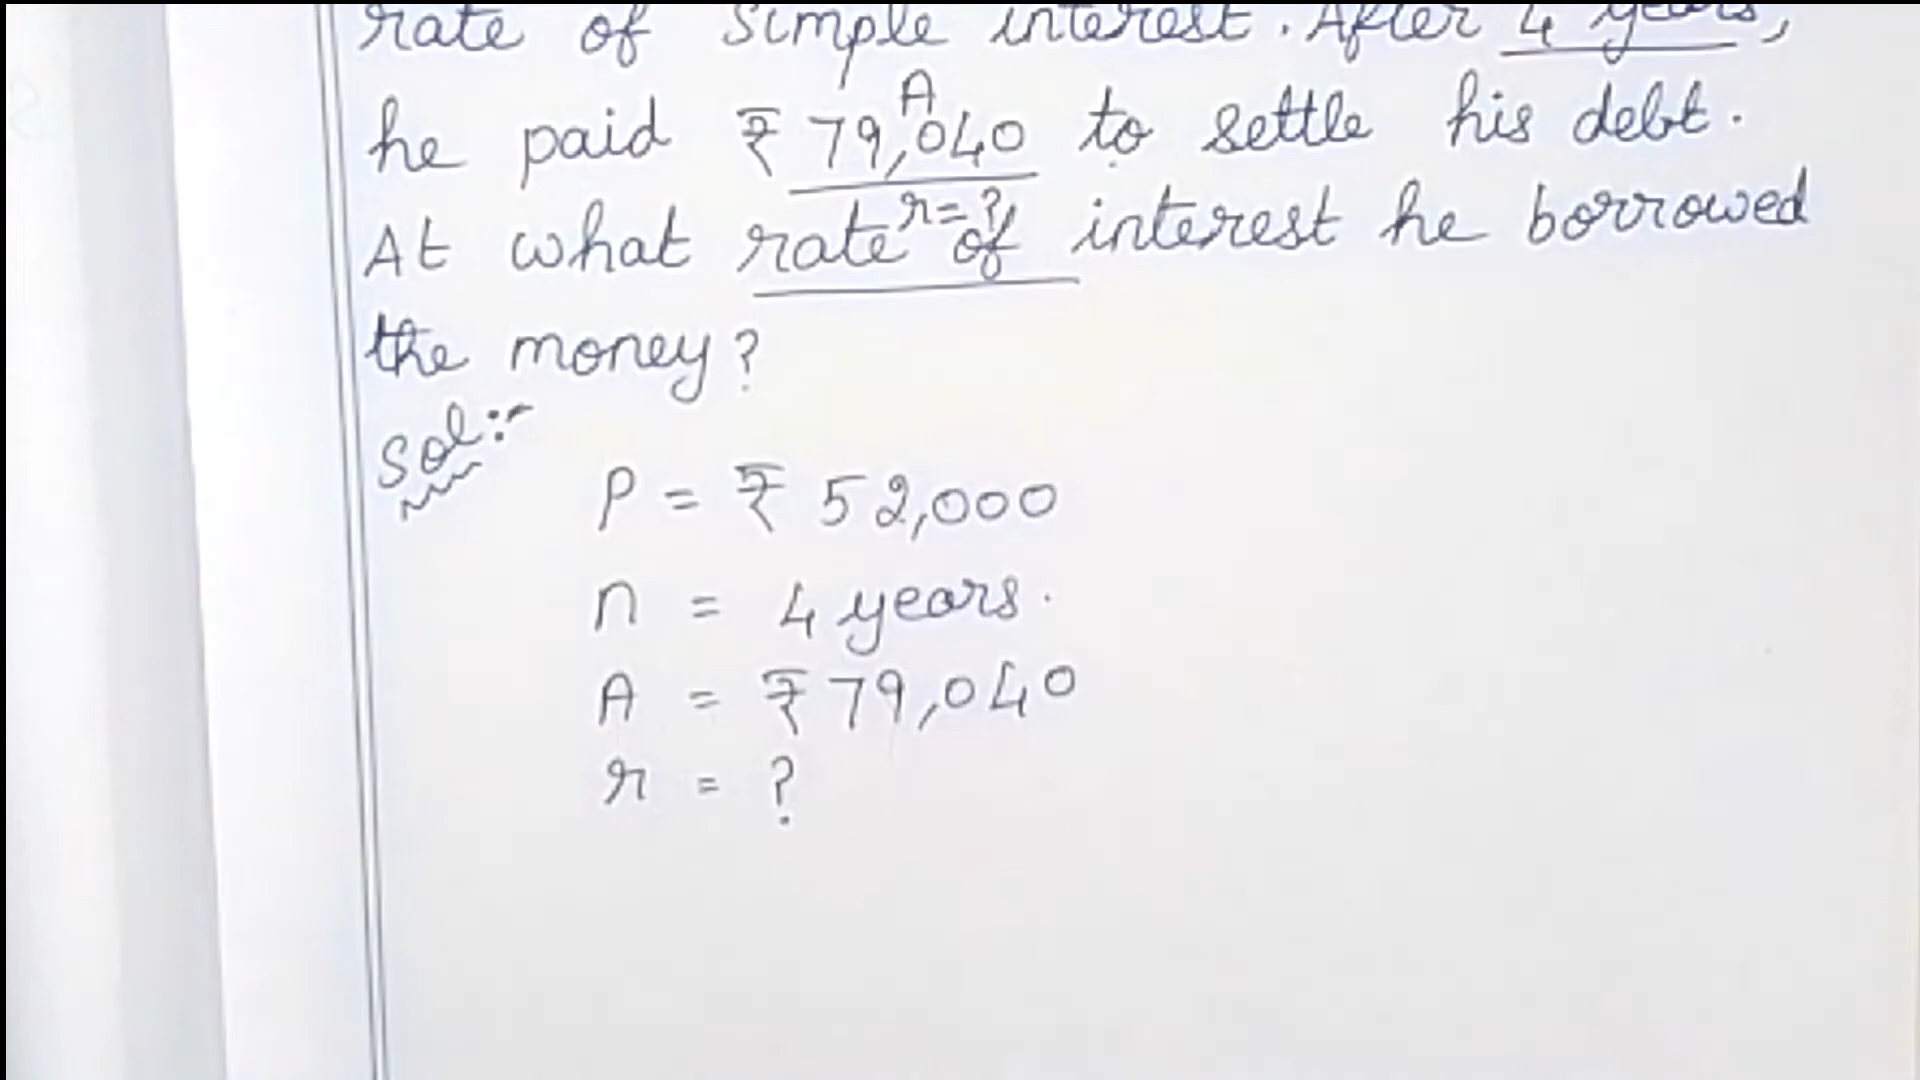 rate of simple interest. After 4 years,
he paid ₹ 79,040 to settle his debt.
A
At what rate of interest he borrowed
r=?
the money?
Sol:-
P = ₹ 52,000
n = 4 years.
A = ₹ 79,040
r = ?